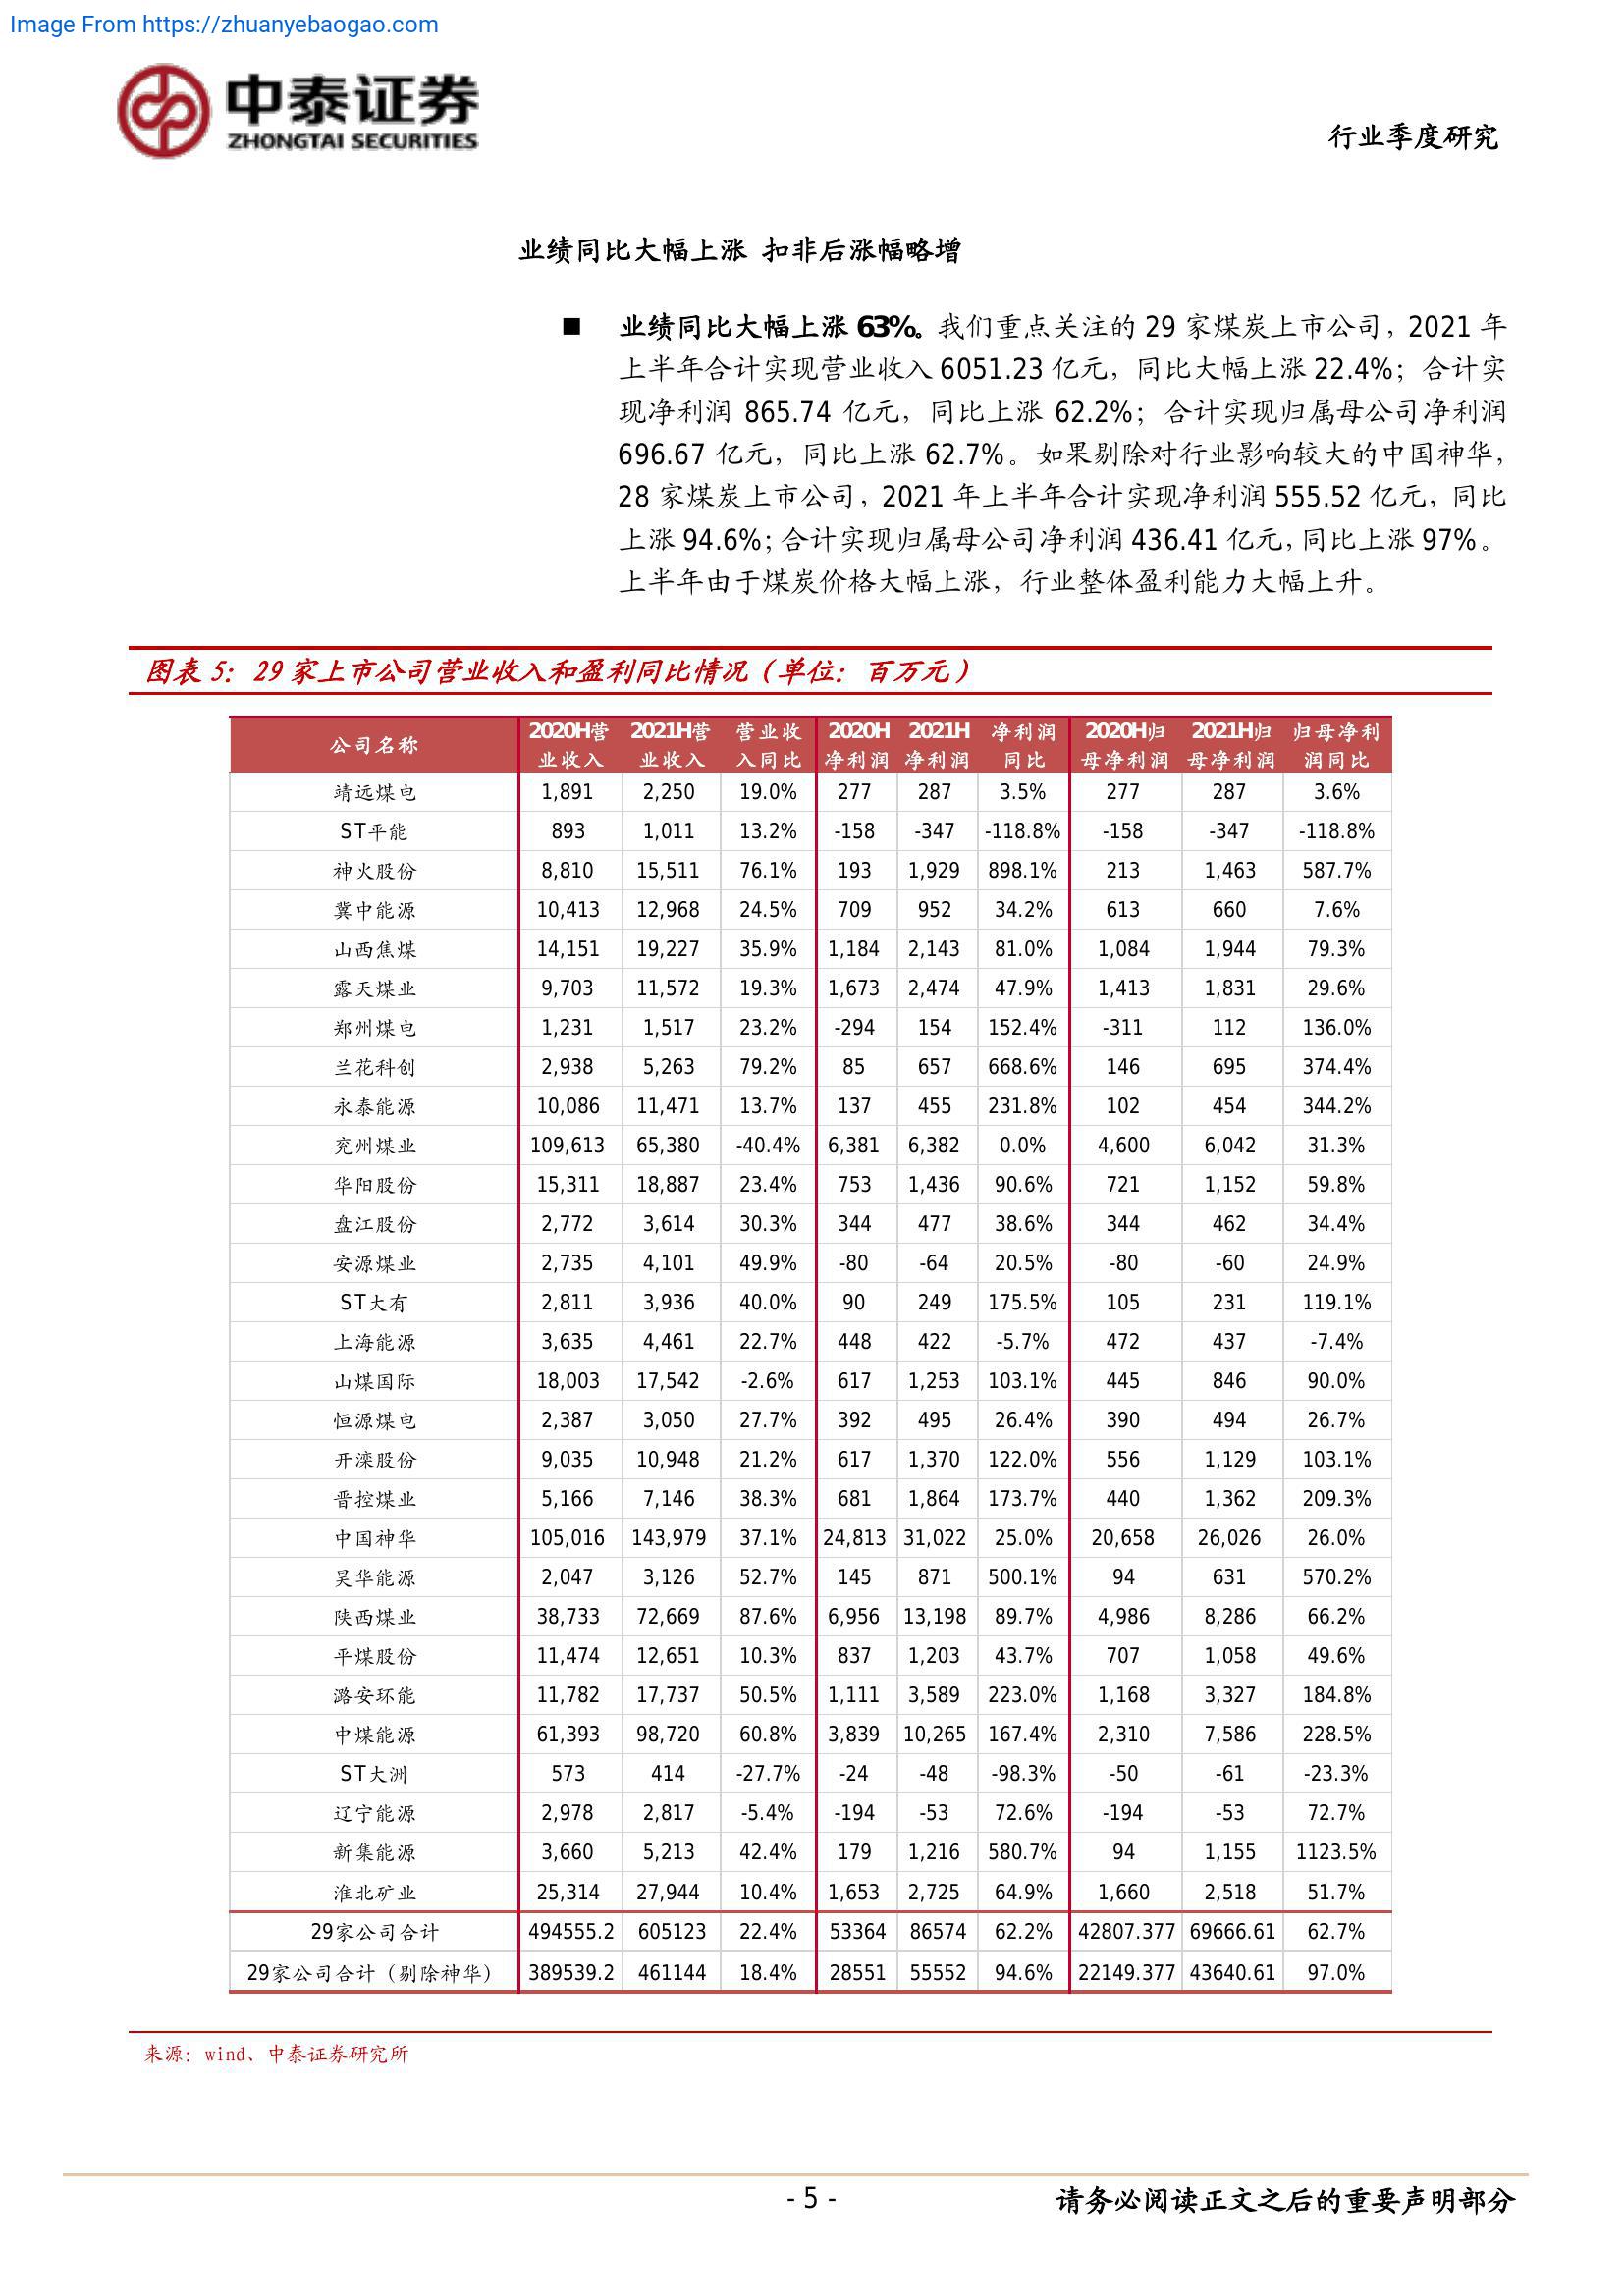 Image From https://zhuanyebaogao.com
中泰证券
ZHONGTAI SECURITIES
行业季度研究
业绩同比大幅上涨 扣非后涨幅略增
■ 业绩同比大幅上涨 63%。我们重点关注的 29 家煤炭上市公司，2021 年
上半年合计实现营业收入 6051.23 亿元，同比大幅上涨 22.4%；合计实
现净利润 865.74 亿元，同比上涨 62.2%；合计实现归属母公司净利润
696.67 亿元，同比上涨 62.7%。如果剔除对行业影响较大的中国神华，
28 家煤炭上市公司，2021 年上半年合计实现净利润 555.52 亿元，同比
上涨 94.6%；合计实现归属母公司净利润 436.41 亿元，同比上涨 97%。
上半年由于煤炭价格大幅上涨，行业整体盈利能力大幅上升。
图表 5：29 家上市公司营业收入和盈利同比情况（单位：百万元）
公司名称 2020H营业收入 2021H营业收入 营业收入同比 2020H净利润 2021H净利润 净利润同比 2020H归母净利润 2021H归母净利润 归母净利润同比
靖远煤电 1,891 2,250 19.0% 277 287 3.5% 277 287 3.6%
ST平能 893 1,011 13.2% -158 -347 -118.8% -158 -347 -118.8%
神火股份 8,810 15,511 76.1% 193 1,929 898.1% 213 1,463 587.7%
冀中能源 10,413 12,968 24.5% 709 952 34.2% 613 660 7.6%
山西焦煤 14,151 19,227 35.9% 1,184 2,143 81.0% 1,084 1,944 79.3%
露天煤业 9,703 11,572 19.3% 1,673 2,474 47.9% 1,413 1,831 29.6%
郑州煤电 1,231 1,517 23.2% -294 154 152.4% -311 112 136.0%
兰花科创 2,938 5,263 79.2% 85 657 668.6% 146 695 374.4%
永泰能源 10,086 11,471 13.7% 137 455 231.8% 102 454 344.2%
兖州煤业 109,613 65,380 -40.4% 6,381 6,382 0.0% 4,600 6,042 31.3%
华阳股份 15,311 18,887 23.4% 753 1,436 90.6% 721 1,152 59.8%
盘江股份 2,772 3,614 30.3% 344 477 38.6% 344 462 34.4%
安源煤业 2,735 4,101 49.9% -80 -64 20.5% -80 -60 24.9%
ST大有 2,811 3,936 40.0% 90 249 175.5% 105 231 119.1%
上海能源 3,635 4,461 22.7% 448 422 -5.7% 472 437 -7.4%
山煤国际 18,003 17,542 -2.6% 617 1,253 103.1% 445 846 90.0%
恒源煤电 2,387 3,050 27.7% 392 495 26.4% 390 494 26.7%
开滦股份 9,035 10,948 21.2% 617 1,370 122.0% 556 1,129 103.1%
晋控煤业 5,166 7,146 38.3% 681 1,864 173.7% 440 1,362 209.3%
中国神华 105,016 143,979 37.1% 24,813 31,022 25.0% 20,658 26,026 26.0%
昊华能源 2,047 3,126 52.7% 145 871 500.1% 94 631 570.2%
陕西煤业 38,733 72,669 87.6% 6,956 13,198 89.7% 4,986 8,286 66.2%
平煤股份 11,474 12,651 10.3% 837 1,203 43.7% 707 1,058 49.6%
潞安环能 11,782 17,737 50.5% 1,111 3,589 223.0% 1,168 3,327 184.8%
中煤能源 61,393 98,720 60.8% 3,839 10,265 167.4% 2,310 7,586 228.5%
ST大洲 573 414 -27.7% -24 -48 -98.3% -50 -61 -23.3%
辽宁能源 2,978 2,817 -5.4% -194 -53 72.6% -194 -53 72.7%
新集能源 3,660 5,213 42.4% 179 1,216 580.7% 94 1,155 1123.5%
淮北矿业 25,314 27,944 10.4% 1,653 2,725 64.9% 1,660 2,518 51.7%
29家公司合计 494555.2 605123 22.4% 53364 86574 62.2% 42807.377 69666.61 62.7%
29家公司合计（剔除神华） 389539.2 461144 18.4% 28551 55552 94.6% 22149.377 43640.61 97.0%
来源：wind、中泰证券研究所
- 5 -
请务必阅读正文之后的重要声明部分